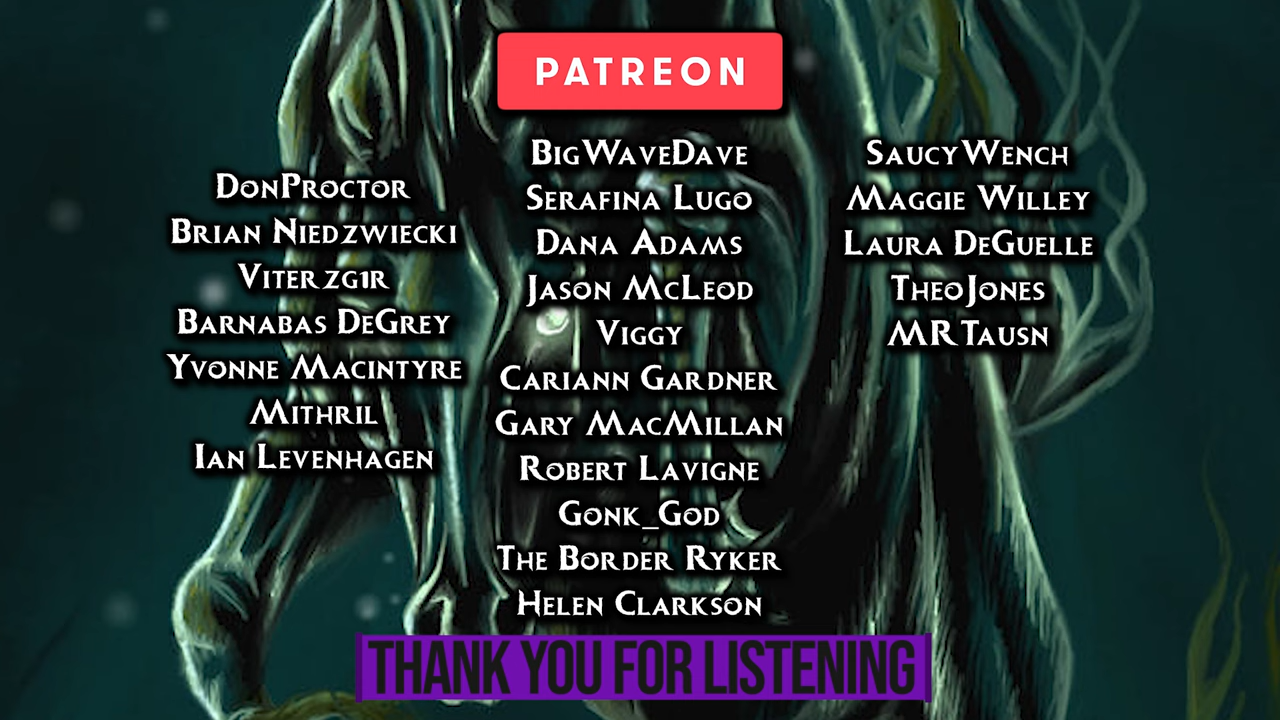 PATREON
DonProctor
Brian Niedzwiecki
Viterzg1r
Barnabas DeGrey
Yvonne Macintyre
Mithril
Ian Levenhagen
BigWaveDave
Serafina Lugo
Dana Adams
Jason McLeod
Viggy
Cariann Gardner
Gary MacMillan
Robert Lavigne
Gonk_God
The Border Ryker
Helen Clarkson
SaucyWench
Maggie Willey
Laura DeGuelle
TheoJones
MRTausn
THANK YOU FOR LISTENING